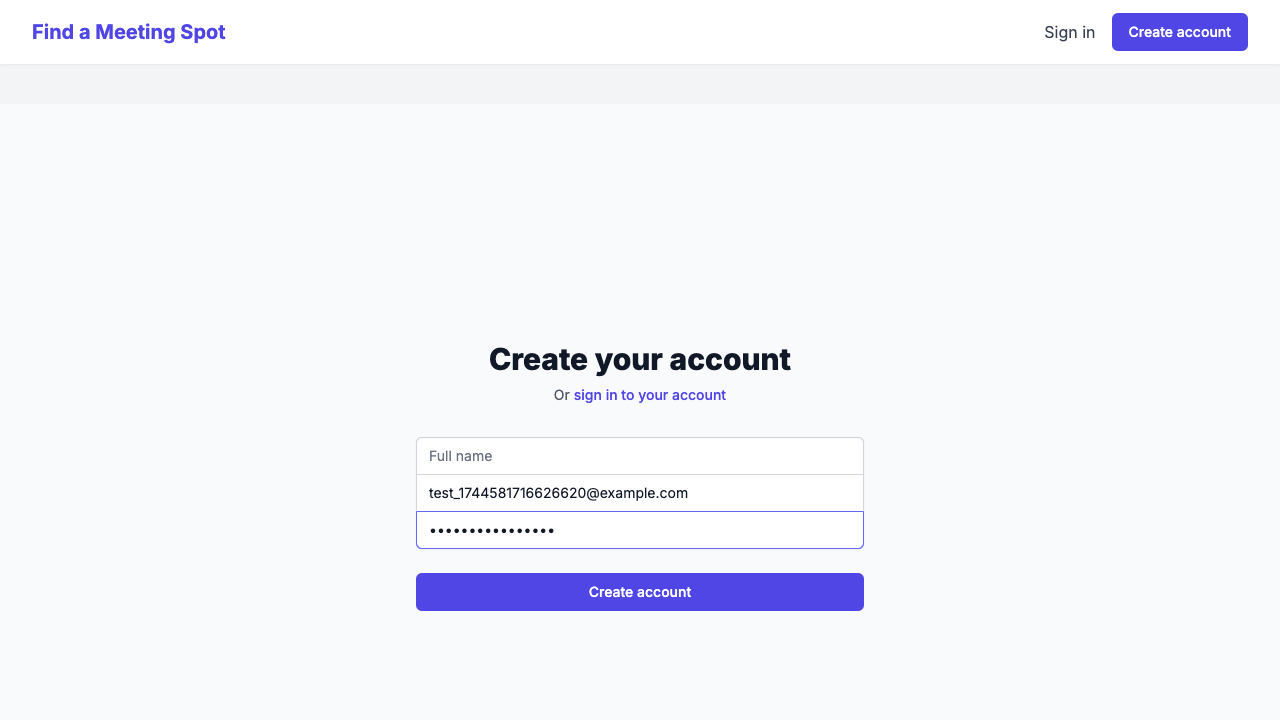 Find a Meeting Spot
Sign in
Create account
Create your account
Or sign in to your account
Full name
test_1744581716626620@example.com
••••••••••••••••
Create account